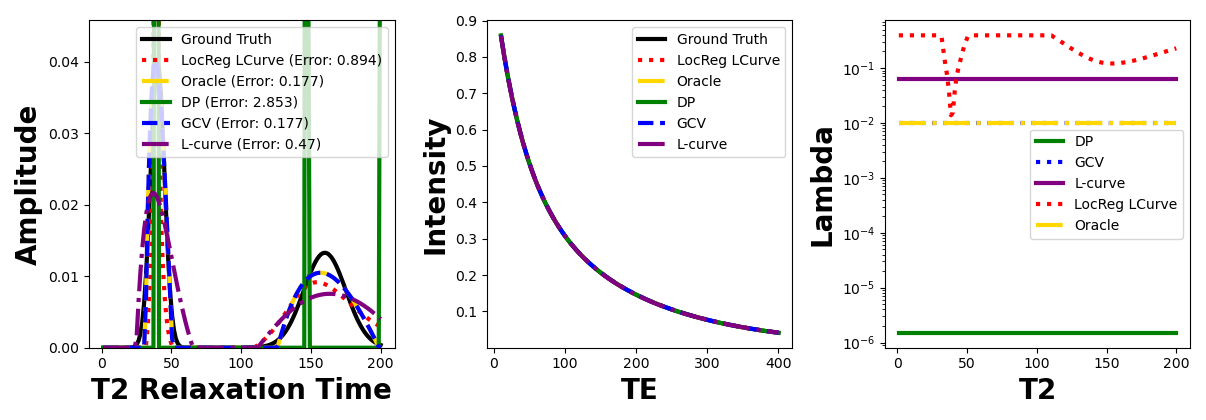 Amplitude
0.04
0.03
0.02
0.01
0.00
Ground Truth
LocReg LCurve (Error: 0.894)
Oracle (Error: 0.177)
DP (Error: 2.853)
GCV (Error: 0.177)
L-curve (Error: 0.47)
0 50 100 150 200
T2 Relaxation Time
Intensity
0.9
0.8
0.7
0.6
0.5
0.4
0.3
0.2
0.1
Ground Truth
LocReg LCurve
Oracle
DP
GCV
L-curve
0 100 200 300 400
TE
Lambda
10⁻¹
10⁻²
10⁻³
10⁻⁴
10⁻⁵
10⁻⁶
DP
GCV
L-curve
LocReg LCurve
Oracle
0 50 100 150 200
T2